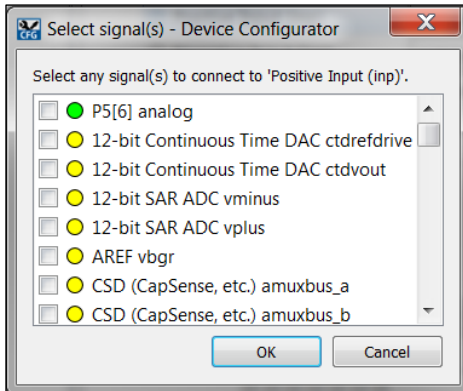 CFG
Select signal(s) - Device Configurator
X
Select any signal(s) to connect to 'Positive Input (inp)'.
P5[6] analog
12-bit Continuous Time DAC ctdrefdrive
12-bit Continuous Time DAC ctdvout
12-bit SAR ADC vminus
12-bit SAR ADC vplus
AREF vbgr
CSD (CapSense, etc.) amuxbus_a
CSD (CapSense, etc.) amuxbus_b
OK Cancel